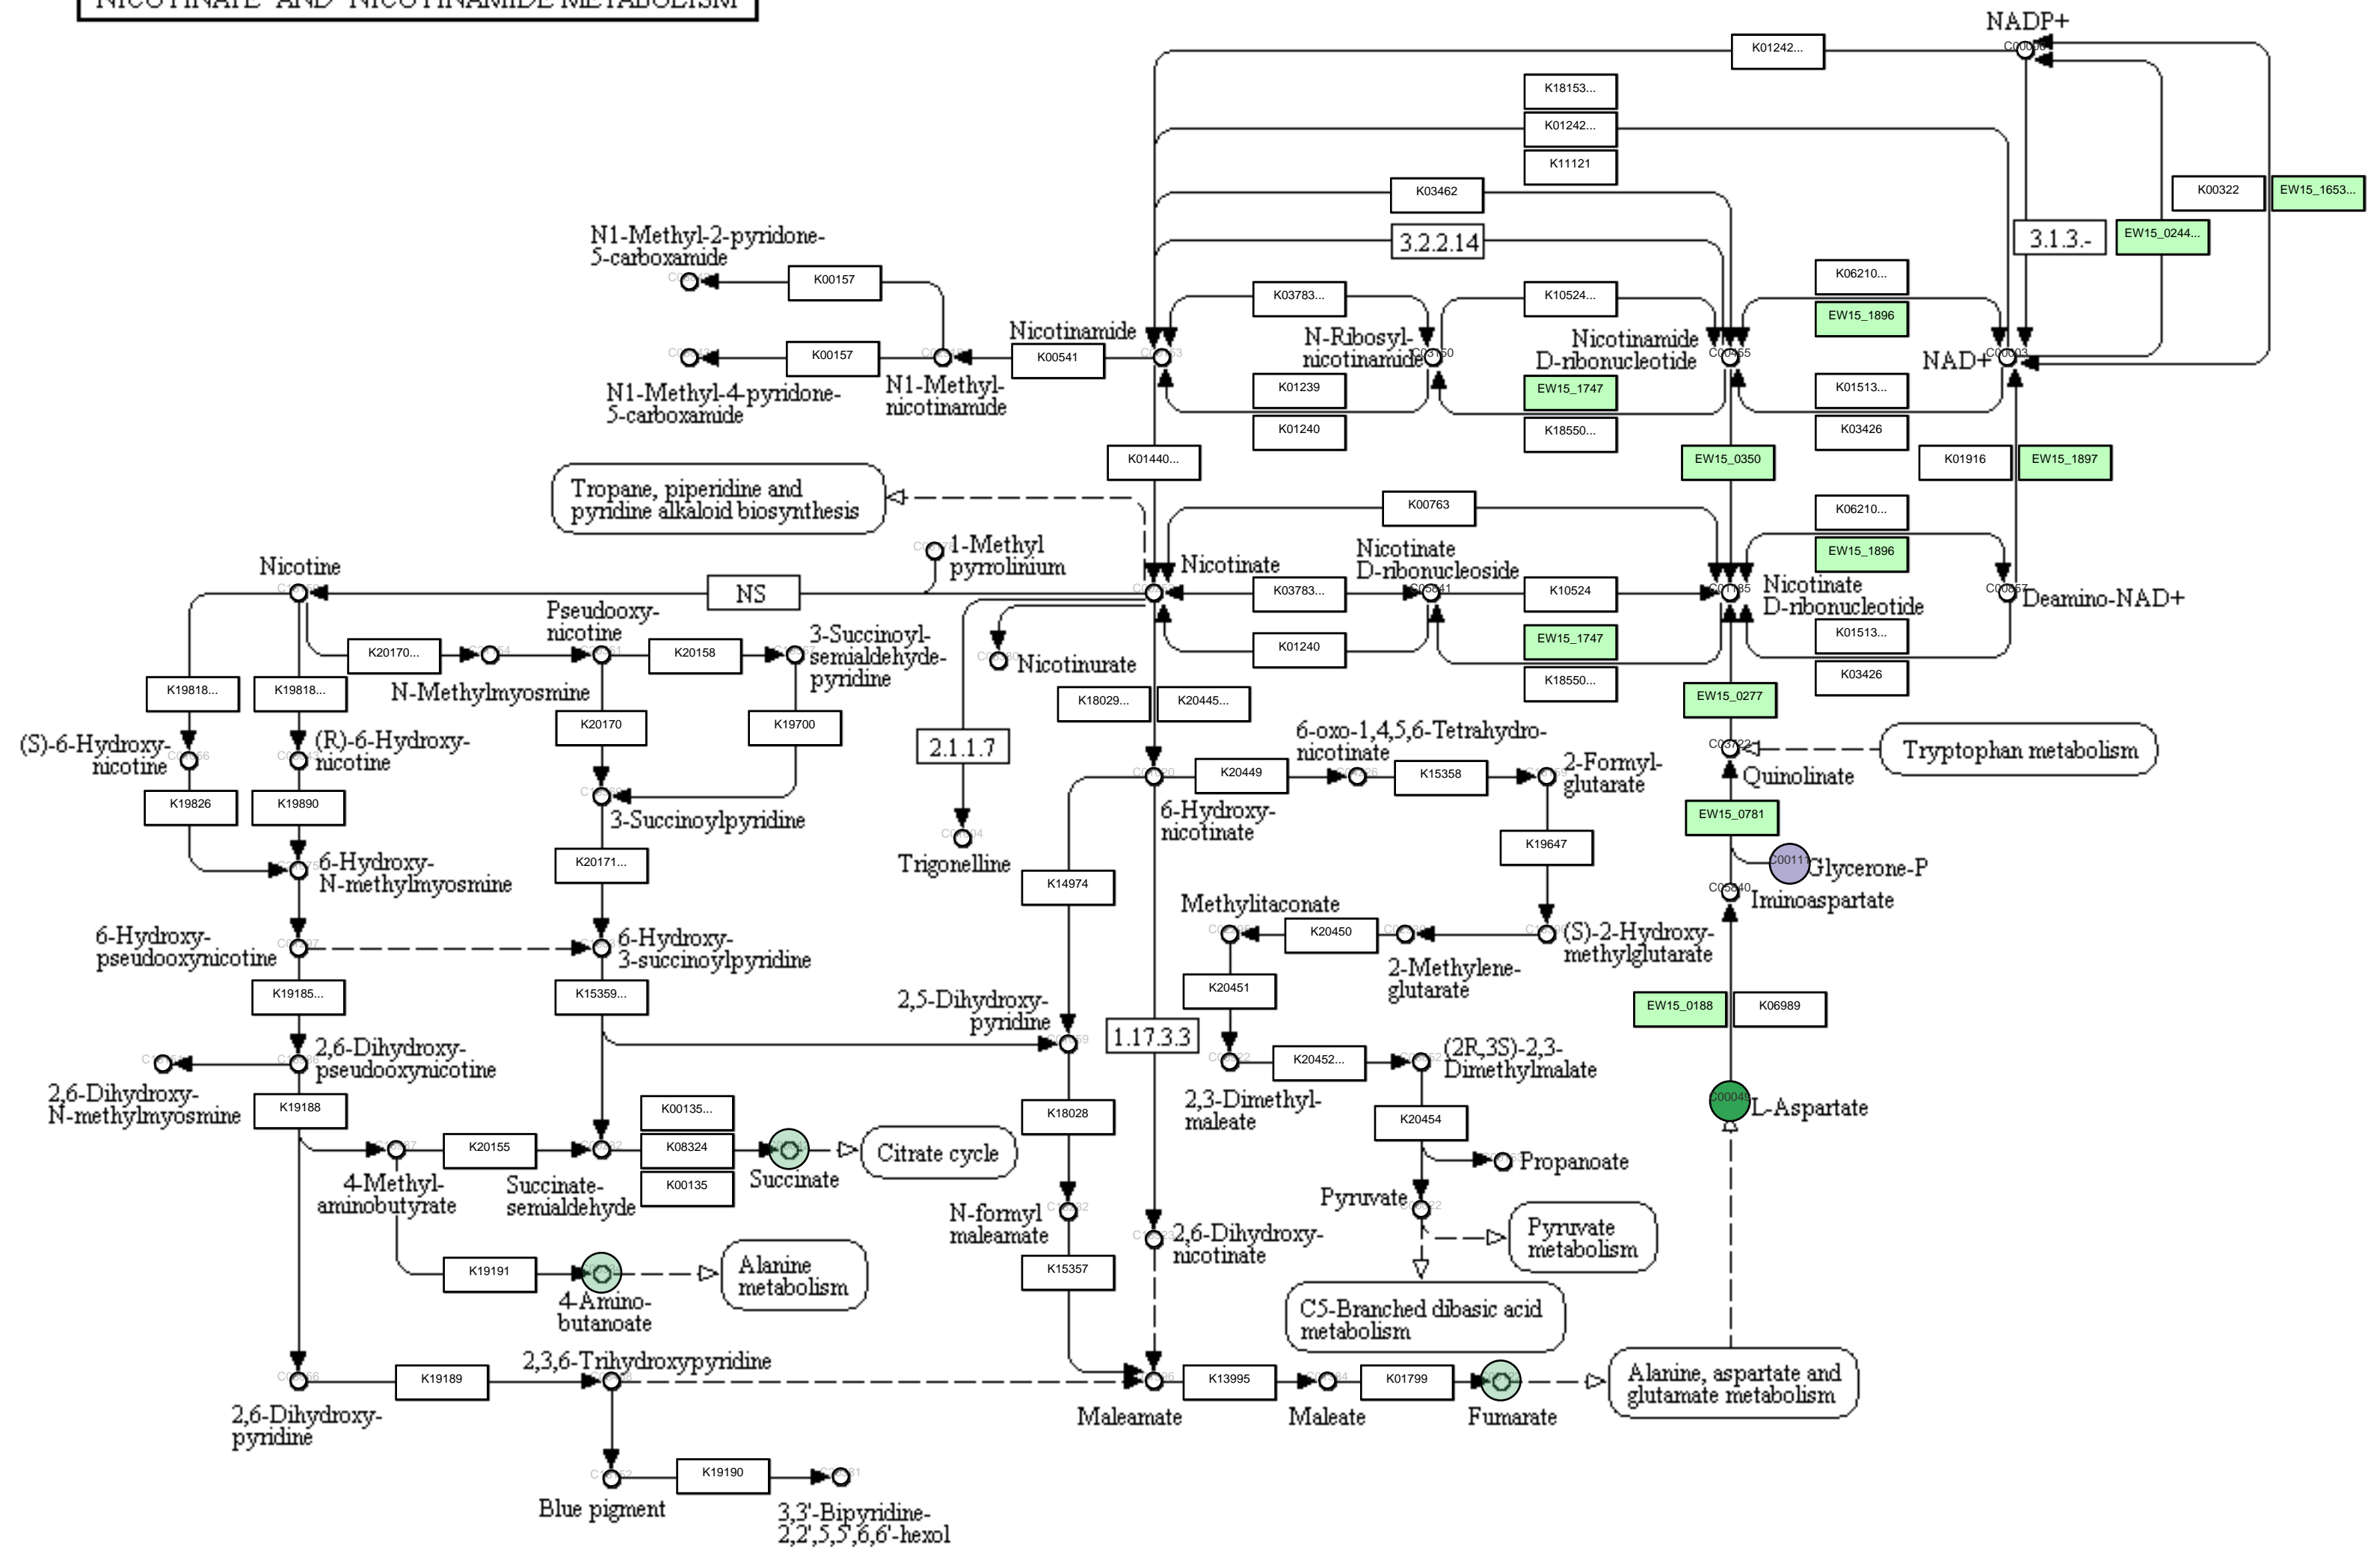 NICOTINATE AND NICOTINAMIDE METABOLISM
NADP+
K01242...
K18153...
K01242...
K11121
K03462
K00322
EW15_1653...
3.2.2.14
3.1.3.-
EW15_0244...
N1-Methyl-2-pyridone-
5-carboxamide
K00157
K03783...
K10524...
K06210...
EW15_1896
Nicotinamide
N-Ribosyl-
nicotinamide
C03150
Nicotinamide
D-ribonucleotide
C00455
NAD+
C00003
K00157
K00541
N1-Methyl-4-pyridone-
5-carboxamide
N1-Methyl-
nicotinamide
K01239
K01240
EW15_1747
K18550...
K01513...
K03426
K01440...
EW15_0350
K01916
EW15_1897
Tropane, piperidine and
pyridine alkaloid biosynthesis
K00763
K06210...
EW15_1896
1-Methyl
pyrrolinium
Nicotine
NS
Nicotinate
Nicotinate
D-ribonucleoside
K03783...
K10524
C01185
Nicotinate
D-ribonucleotide
Deamino-NAD+
Pseudooxy-
nicotine
K20170...
K20158
3-Succinoyl-
semialdehyde-
pyridine
N-Methylmyosmine
Nicotinurate
K01240
EW15_1747
K18550...
K01513...
K03426
K19818...
K19818...
K20170
K19700
K18029...
K20445...
EW15_0277
(S)-6-Hydroxy-
nicotine
(R)-6-Hydroxy-
nicotine
2.1.1.7
6-oxo-1,4,5,6-Tetrahydro-
nicotinate
C03722
Tryptophan metabolism
K20449
K15358
2-Formyl-
glutarate
Quinolinate
K19826
K19890
3-Succinoylpyridine
6-Hydroxy-
nicotinate
EW15_0781
Trigonelline
K19647
6-Hydroxy-
N-methylmyosmine
K20171...
K14974
C00111
Glycerone-P
C05840
Iminoaspartate
Methylitaconate
K20450
(S)-2-Hydroxy-
methylglutarate
6-Hydroxy-
pseudooxynicotine
6-Hydroxy-
3-succinoylpyridine
2-Methylene-
glutarate
K19185...
K15359...
K20451
2,5-Dihydroxy-
pyridine
EW15_0188
K06989
1.17.3.3
2,6-Dihydroxy-
pseudooxynicotine
K20452...
(2R,3S)-2,3-
Dimethylmalate
2,6-Dihydroxy-
N-methylmyosmine
K19188
2,3-Dimethyl-
maleate
C00049
L-Aspartate
K00135...
K18028
K20454
K20155
K08324
K00135
Succinate
Citrate cycle
Propanoate
4-Methyl-
aminobutyrate
Succinate-
semialdehyde
Pyruvate
N-formyl
maleamate
2,6-Dihydroxy-
nicotinate
Pyruvate
metabolism
K19191
Alanine
metabolism
K15357
4-Amino-
butanoate
C5-Branched dibasic acid
metabolism
2,3,6-Trihydroxypyridine
K19189
K13995
K01799
Alanine, aspartate and
glutamate metabolism
2,6-Dihydroxy-
pyridine
Maleamate
Maleate
Fumarate
K19190
Blue pigment
3,3'-Bipyridine-
2,2',5,5',6,6'-hexol